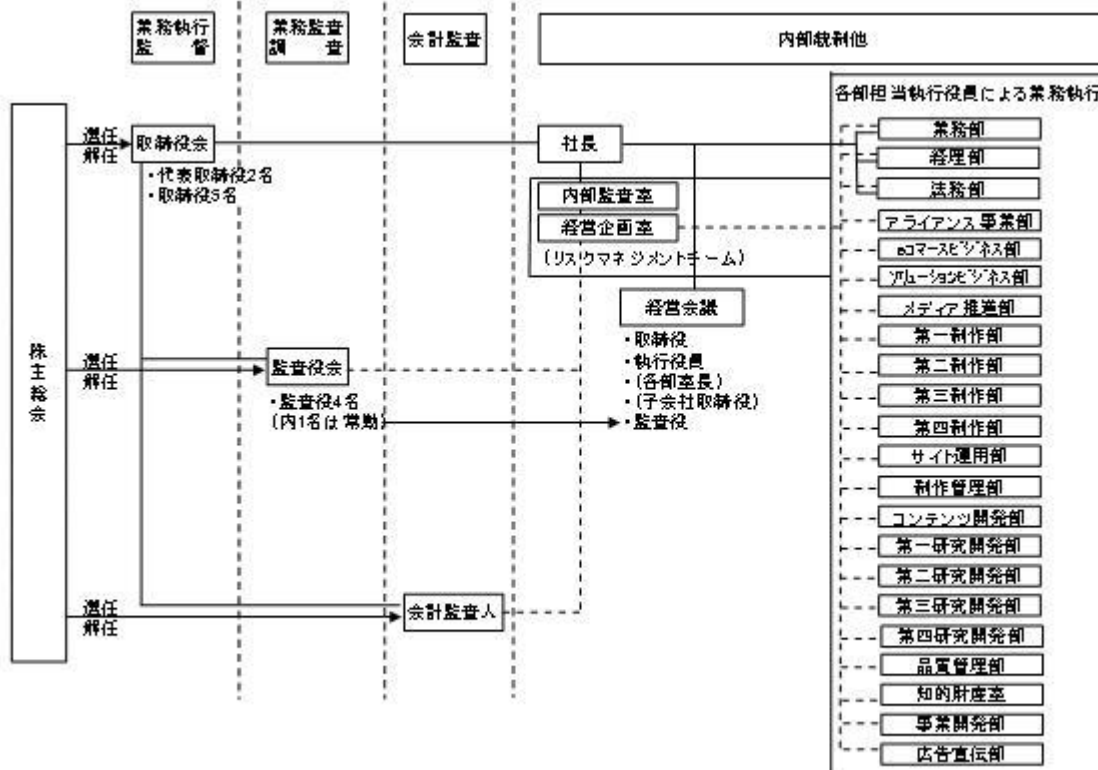 業務執行
監　督
業務監査
調　査
会計監査
内部統制他
各部担当執行役員による業務執行
株主総会
選任
解任
取締役会
・代表取締役2名
・取締役5名
社長
内部監査室
経営企画室
(リスクマネジメントチーム)
経営会議
・取締役
・執行役員
・(各部室長)
・(子会社取締役)
・監査役
選任
解任
監査役会
・監査役4名
(内1名は常勤)
選任
解任
会計監査人
業務部
経理部
法務部
アライアンス事業部
eコマースビジネス部
ソリューションビジネス部
メディア推進部
第一制作部
第二制作部
第三制作部
第四制作部
サイト運用部
制作管理部
コンテンツ開発部
第一研究開発部
第二研究開発部
第三研究開発部
第四研究開発部
品質管理部
知的財産室
事業開発部
広告宣伝部